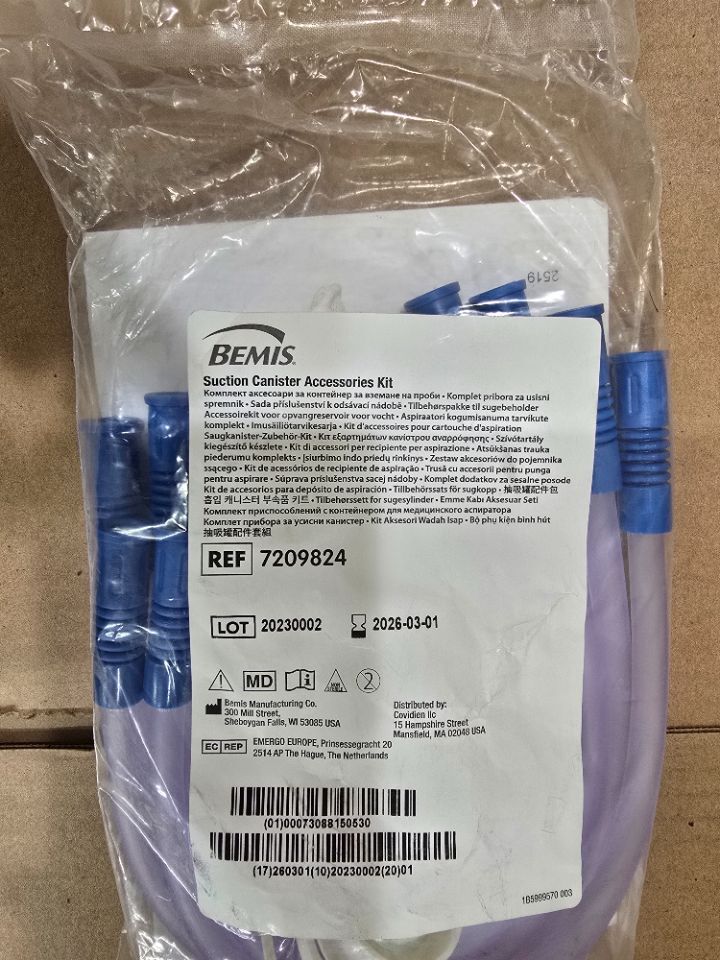 2519
BEMIS
Suction Canister Accessories Kit
Комплект аксесоари за контейнер за вземане на проби • Komplet pribora za usisni
spremnik • Sada příslušenství k odsávací nádobě • Tilbehørspakke til sugebeholder
Accessoirekit voor opvangreservoir voor vocht • Aspiraatori kogumisanuma tarvikute
komplekt • Imusäiliötarvikesarja • Kit d'accessoires pour cartouche d'aspiration
Saugkanister-Zubehör-Kit • Κιτ εξαρτημάτων κανίστρου αναρρόφησης • Szívótartály
kiegészítő készlete • Kit di accessori per recipiente per aspirazione • Atsūkšanas trauka
piederumu komplekts • Įsiurbimo indo priedų rinkinys • Zestaw akcesoriów do pojemnika
ssącego • Kit de acessórios de recipiente de aspiração • Trusă cu accesorii pentru punga
pentru aspirare • Súprava príslušenstva sacej nádoby • Komplet dodatkov za sesalne posode
Kit de accesorios para depósito de aspiración • Tillbehörssats för sugkopp • 抽吸罐配件包
흡입 캐니스터 부속품 키트 • Tilbehørssett for sugesylinder • Emme Kabı Aksesuar Seti
Комплект приспособлений с контейнером для медицинского аспиратора
Комплет прибора за усисни канистер • Kit Aksesori Wadah Isap • Bộ phụ kiện bình hút
抽吸罐配件套組
REF 7209824
LOT 20230002 2026-03-01
MD NON STERILE 2
Bemis Manufacturing Co.
300 Mill Street,
Sheboygan Falls, WI 53085 USA
Distributed by:
Covidien llc
15 Hampshire Street
Mansfield, MA 02048 USA
EC REP EMERGO EUROPE, Prinsessegracht 20
2514 AP The Hague, The Netherlands
(01)00073088150530
(17)260301(10)20230002(20)01
1B5999570 003